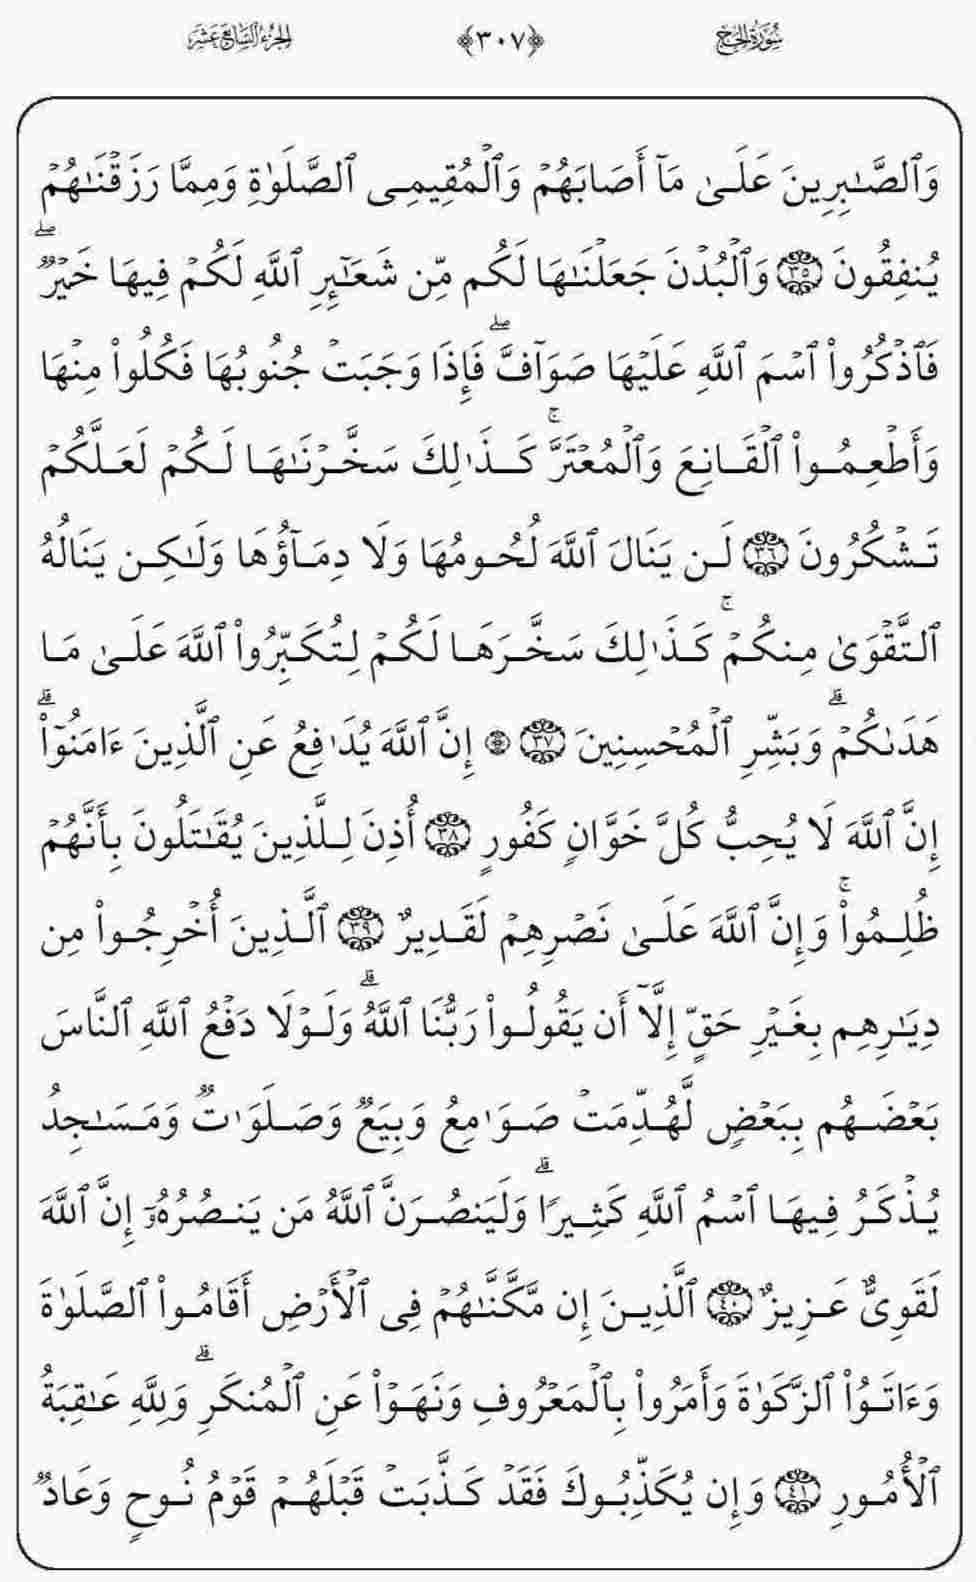 سُورَةُ الحَجِّ ﴿٣٠٧﴾ الجُزءُ السَّابِعَ عَشَرَ
وَٱلصَّـٰبِرِينَ عَلَىٰ مَآ أَصَابَهُمۡ وَٱلۡمُقِيمِى ٱلصَّلَوٰةِ وَمِمَّا رَزَقۡنَـٰهُمۡ
يُنفِقُونَ ٣٥ وَٱلۡبُدۡنَ جَعَلۡنَـٰهَا لَكُم مِّن شَعَـٰٓئِرِ ٱللَّهِ لَكُمۡ فِيهَا خَيۡرٌۖ
فَٱذۡكُرُوا۟ ٱسۡمَ ٱللَّهِ عَلَيۡهَا صَوَآفَّۖ فَإِذَا وَجَبَتۡ جُنُوبُهَا فَكُلُوا۟ مِنۡهَا
وَأَطۡعِمُوا۟ ٱلۡقَانِعَ وَٱلۡمُعۡتَرَّۚ كَذَٰلِكَ سَخَّرۡنَـٰهَا لَكُمۡ لَعَلَّكُمۡ
تَشۡكُرُونَ ٣٦ لَن يَنَالَ ٱللَّهَ لُحُومُهَا وَلَا دِمَآؤُهَا وَلَـٰكِن يَنَالُهُ
ٱلتَّقۡوَىٰ مِنكُمۡۚ كَذَٰلِكَ سَخَّرَهَا لَكُمۡ لِتُكَبِّرُوا۟ ٱللَّهَ عَلَىٰ مَا
هَدَىٰكُمۡۗ وَبَشِّرِ ٱلۡمُحۡسِنِينَ ٣٧ ۞ إِنَّ ٱللَّهَ يُدَٰفِعُ عَنِ ٱلَّذِينَ ءَامَنُوٓا۟ۗ
إِنَّ ٱللَّهَ لَا يُحِبُّ كُلَّ خَوَّانٍ كَفُورٍ ٣٨ أُذِنَ لِلَّذِينَ يُقَـٰتَلُونَ بِأَنَّهُمۡ
ظُلِمُوا۟ۚ وَإِنَّ ٱللَّهَ عَلَىٰ نَصۡرِهِمۡ لَقَدِيرٌ ٣٩ ٱلَّذِينَ أُخۡرِجُوا۟ مِن
دِيَـٰرِهِم بِغَيۡرِ حَقٍّ إِلَّآ أَن يَقُولُوا۟ رَبُّنَا ٱللَّهُۗ وَلَوۡلَا دَفۡعُ ٱللَّهِ ٱلنَّاسَ
بَعۡضَهُم بِبَعۡضٍ لَّهُدِّمَتۡ صَوَٰمِعُ وَبِيَعٌ وَصَلَوَٰتٌ وَمَسَـٰجِدُ
يُذۡكَرُ فِيهَا ٱسۡمُ ٱللَّهِ كَثِيرًاۗ وَلَيَنصُرَنَّ ٱللَّهُ مَن يَنصُرُهُۥٓ إِنَّ ٱللَّهَ
لَقَوِىٌّ عَزِيزٌ ٤٠ ٱلَّذِينَ إِن مَّكَّنَّـٰهُمۡ فِى ٱلۡأَرۡضِ أَقَامُوا۟ ٱلصَّلَوٰةَ
وَءَاتَوُا۟ ٱلزَّكَوٰةَ وَأَمَرُوا۟ بِٱلۡمَعۡرُوفِ وَنَهَوۡا۟ عَنِ ٱلۡمُنكَرِۗ وَلِلَّهِ عَـٰقِبَةُ
ٱلۡأُمُورِ ٤١ وَإِن يُكَذِّبُوكَ فَقَدۡ كَذَّبَتۡ قَبۡلَهُمۡ قَوۡمُ نُوحٍ وَعَادٌ